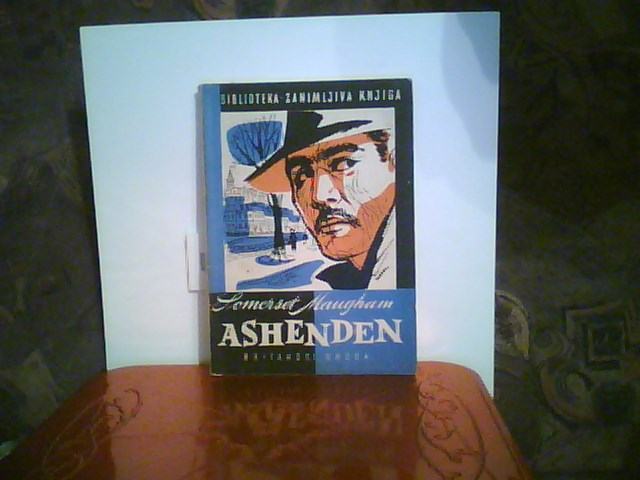 BIBLIOTEKA ZANIMLJIVA KNJIGA
Somerset Maugham
ASHENDEN